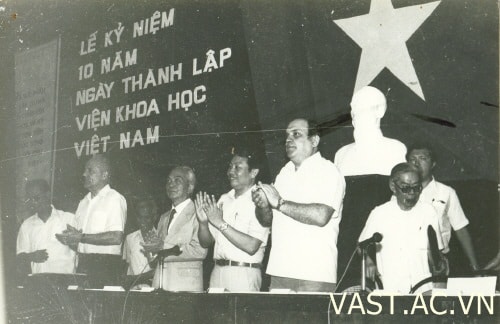 LỄ KỶ NIỆM
10 NĂM
NGÀY THÀNH LẬP
VIỆN KHOA HỌC
VIỆT NAM
VAST.AC.VN